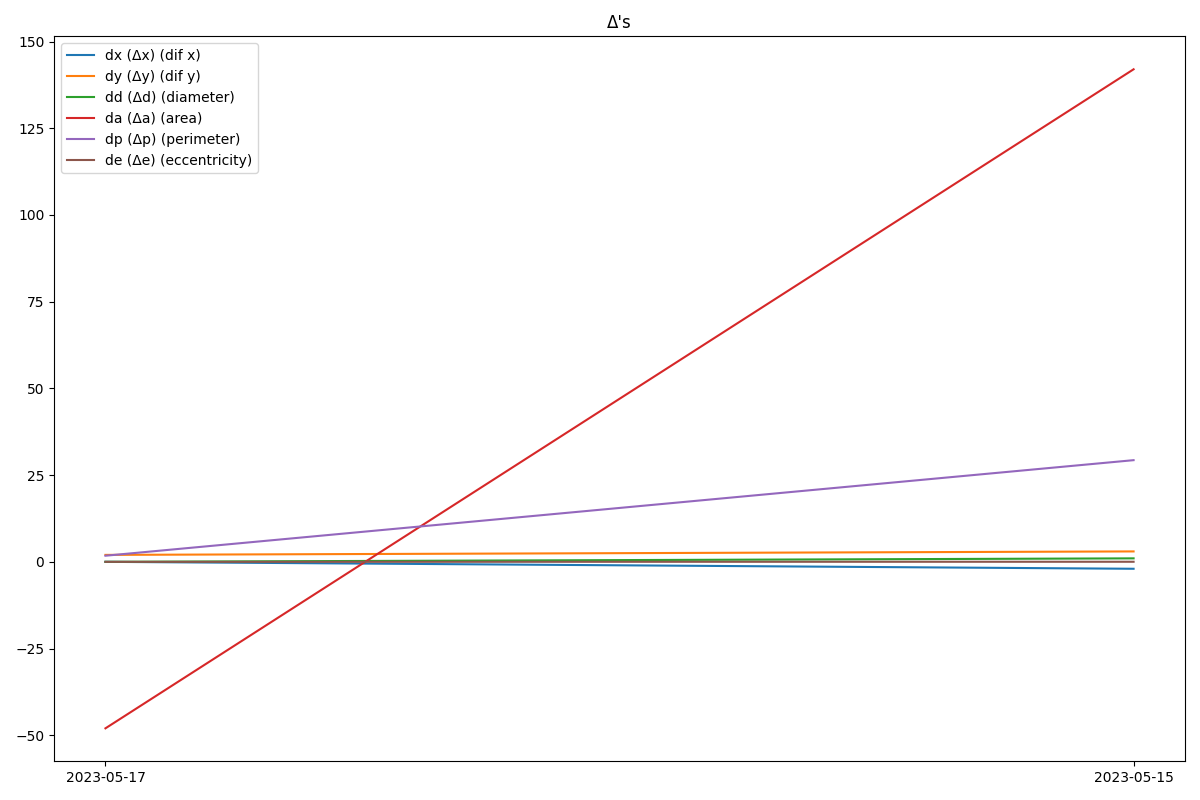 Δ's
150
125
100
75
50
25
0
−25
−50
dx (Δx) (dif x)
dy (Δy) (dif y)
dd (Δd) (diameter)
da (Δa) (area)
dp (Δp) (perimeter)
de (Δe) (eccentricity)
2023-05-17
2023-05-15